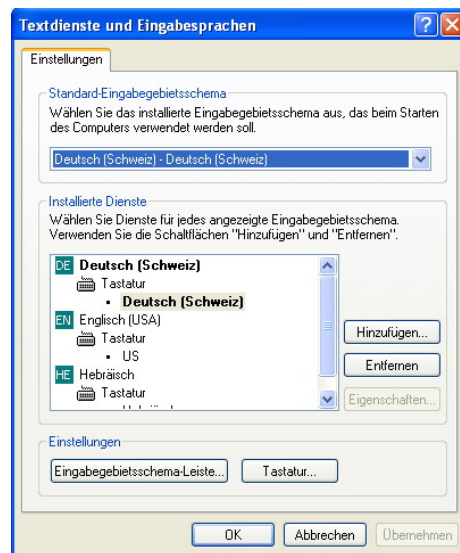 Textdienste und Eingabesprachen
Einstellungen
Standard-Eingabegebietsschema
Wählen Sie das installierte Eingabegebietsschema aus, das beim Starten
des Computers verwendet werden soll.
Deutsch (Schweiz) - Deutsch (Schweiz)
Installierte Dienste
Wählen Sie Dienste für jedes angezeigte Eingabegebietsschema.
Verwenden Sie die Schaltflächen "Hinzufügen" und "Entfernen".
DE Deutsch (Schweiz)
Tastatur
• Deutsch (Schweiz)
EN Englisch (USA)
Tastatur
• US
HE Hebräisch
Tastatur
Hinzufügen...
Entfernen
Eigenschaften...
Einstellungen
Eingabegebietsschema-Leiste... Tastatur...
OK Abbrechen Übernehmen